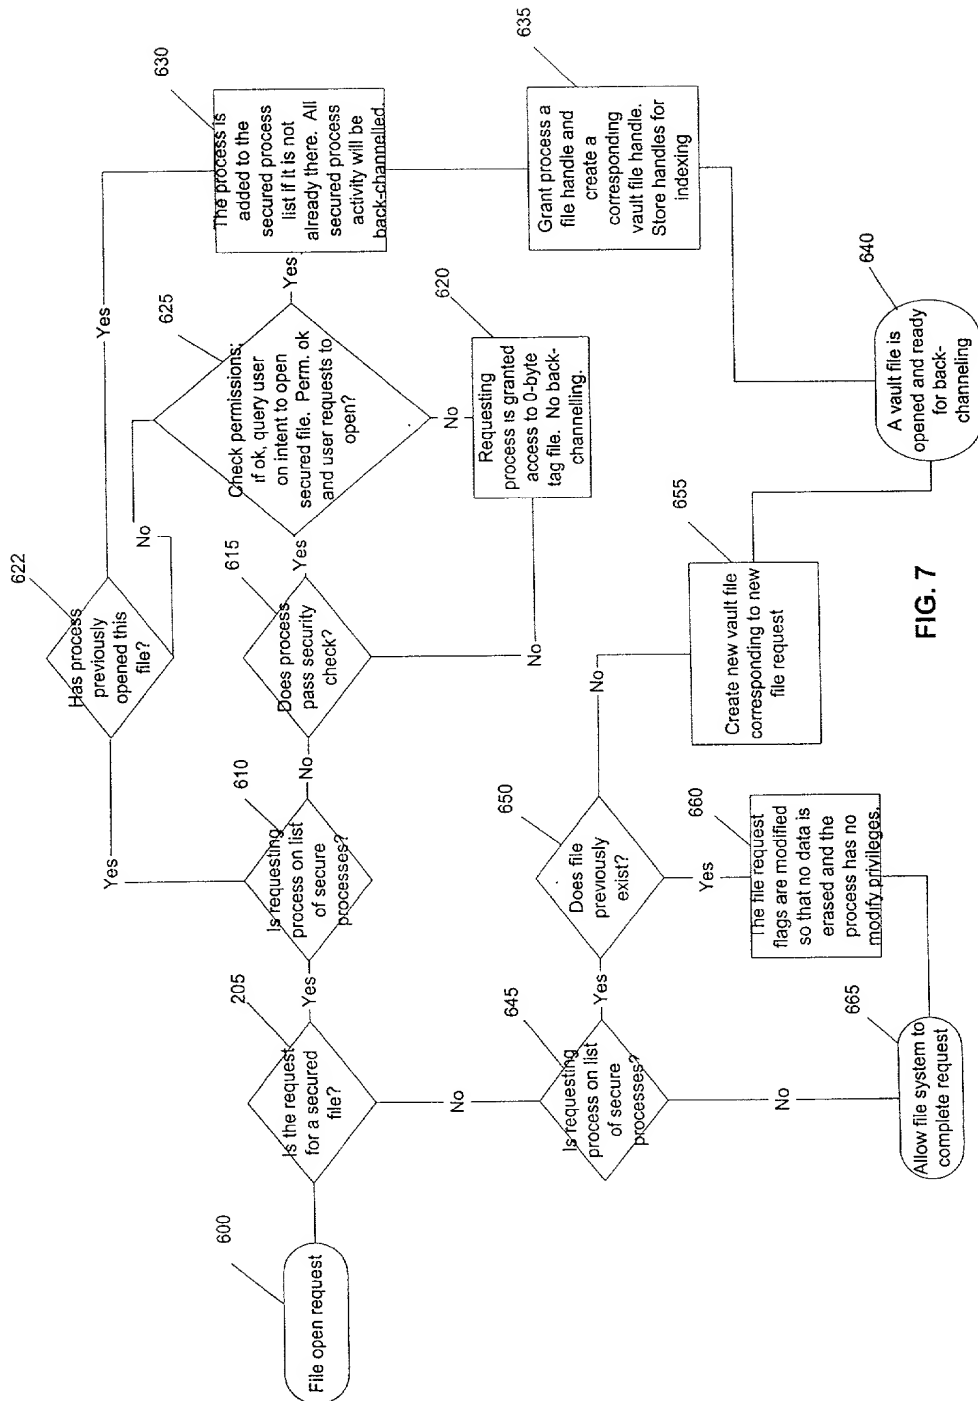 600
File open request
205
Is the request
for a secured
file?
Yes
No
610
Is requesting
process on list
of secure
processes?
Yes
No
622
Has process
previously
opened this
file?
Yes
No
615
Does process
pass security
check?
Yes
No
625
Check permissions;
if ok, query user
on intent to open
secured file. Perm. ok
and user requests to
open?
Yes
No
620
Requesting
process is granted
access to 0-byte
tag file. No back-
channelling.
630
The process is
added to the
secured process
list if it is not
already there. All
secured process
activity will be
back-channelled.
635
Grant process a
file handle and
create a
corresponding
vault file handle.
Store handles for
indexing
640
A vault file is
opened and ready
for back-
channeling
645
Is requesting
process on list
of secure
processes?
Yes
No
650
Does file
previously
exist?
No
Yes
655
Create new vault file
corresponding to new
file request
660
The file request
flags are modified
so that no data is
erased and the
process has no
modify privileges.
665
Allow file system to
complete request
FIG. 7